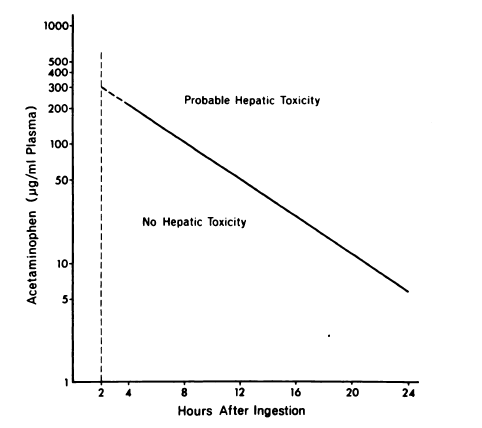 1000
500
400
300
200
100
50
10
5
1
Acetaminophen (µg/ml Plasma)
Probable Hepatic Toxicity
No Hepatic Toxicity
2 4 8 12 16 20 24
Hours After Ingestion